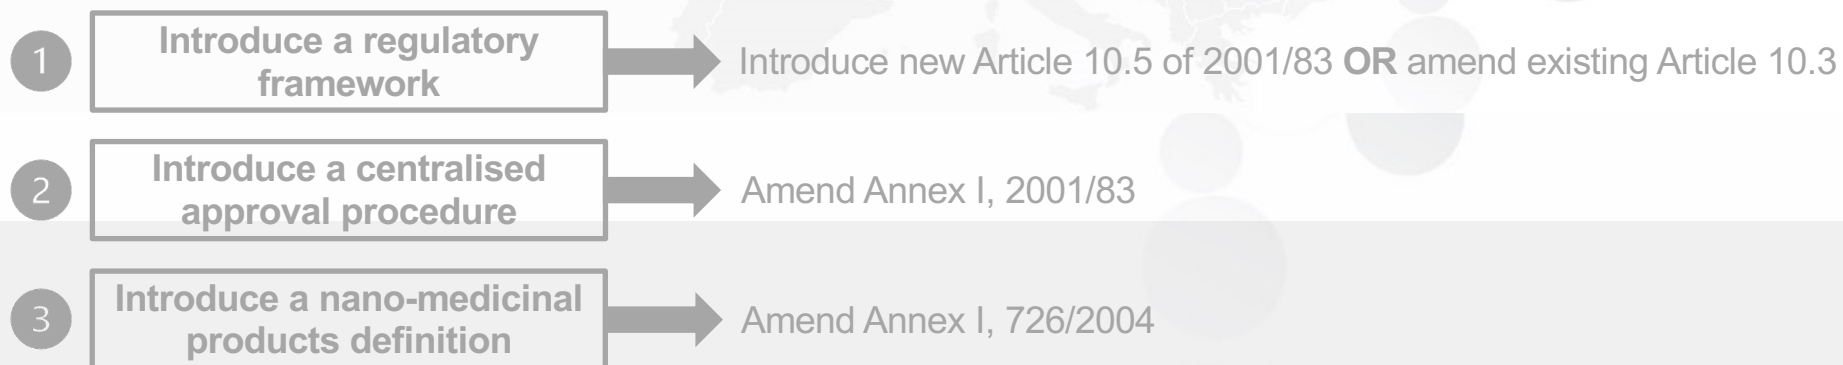 1
Introduce a regulatory
framework
Introduce new Article 10.5 of 2001/83 OR amend existing Article 10.3
2
Introduce a centralised
approval procedure
Amend Annex I, 2001/83
3
Introduce a nano-medicinal
products definition
Amend Annex I, 726/2004